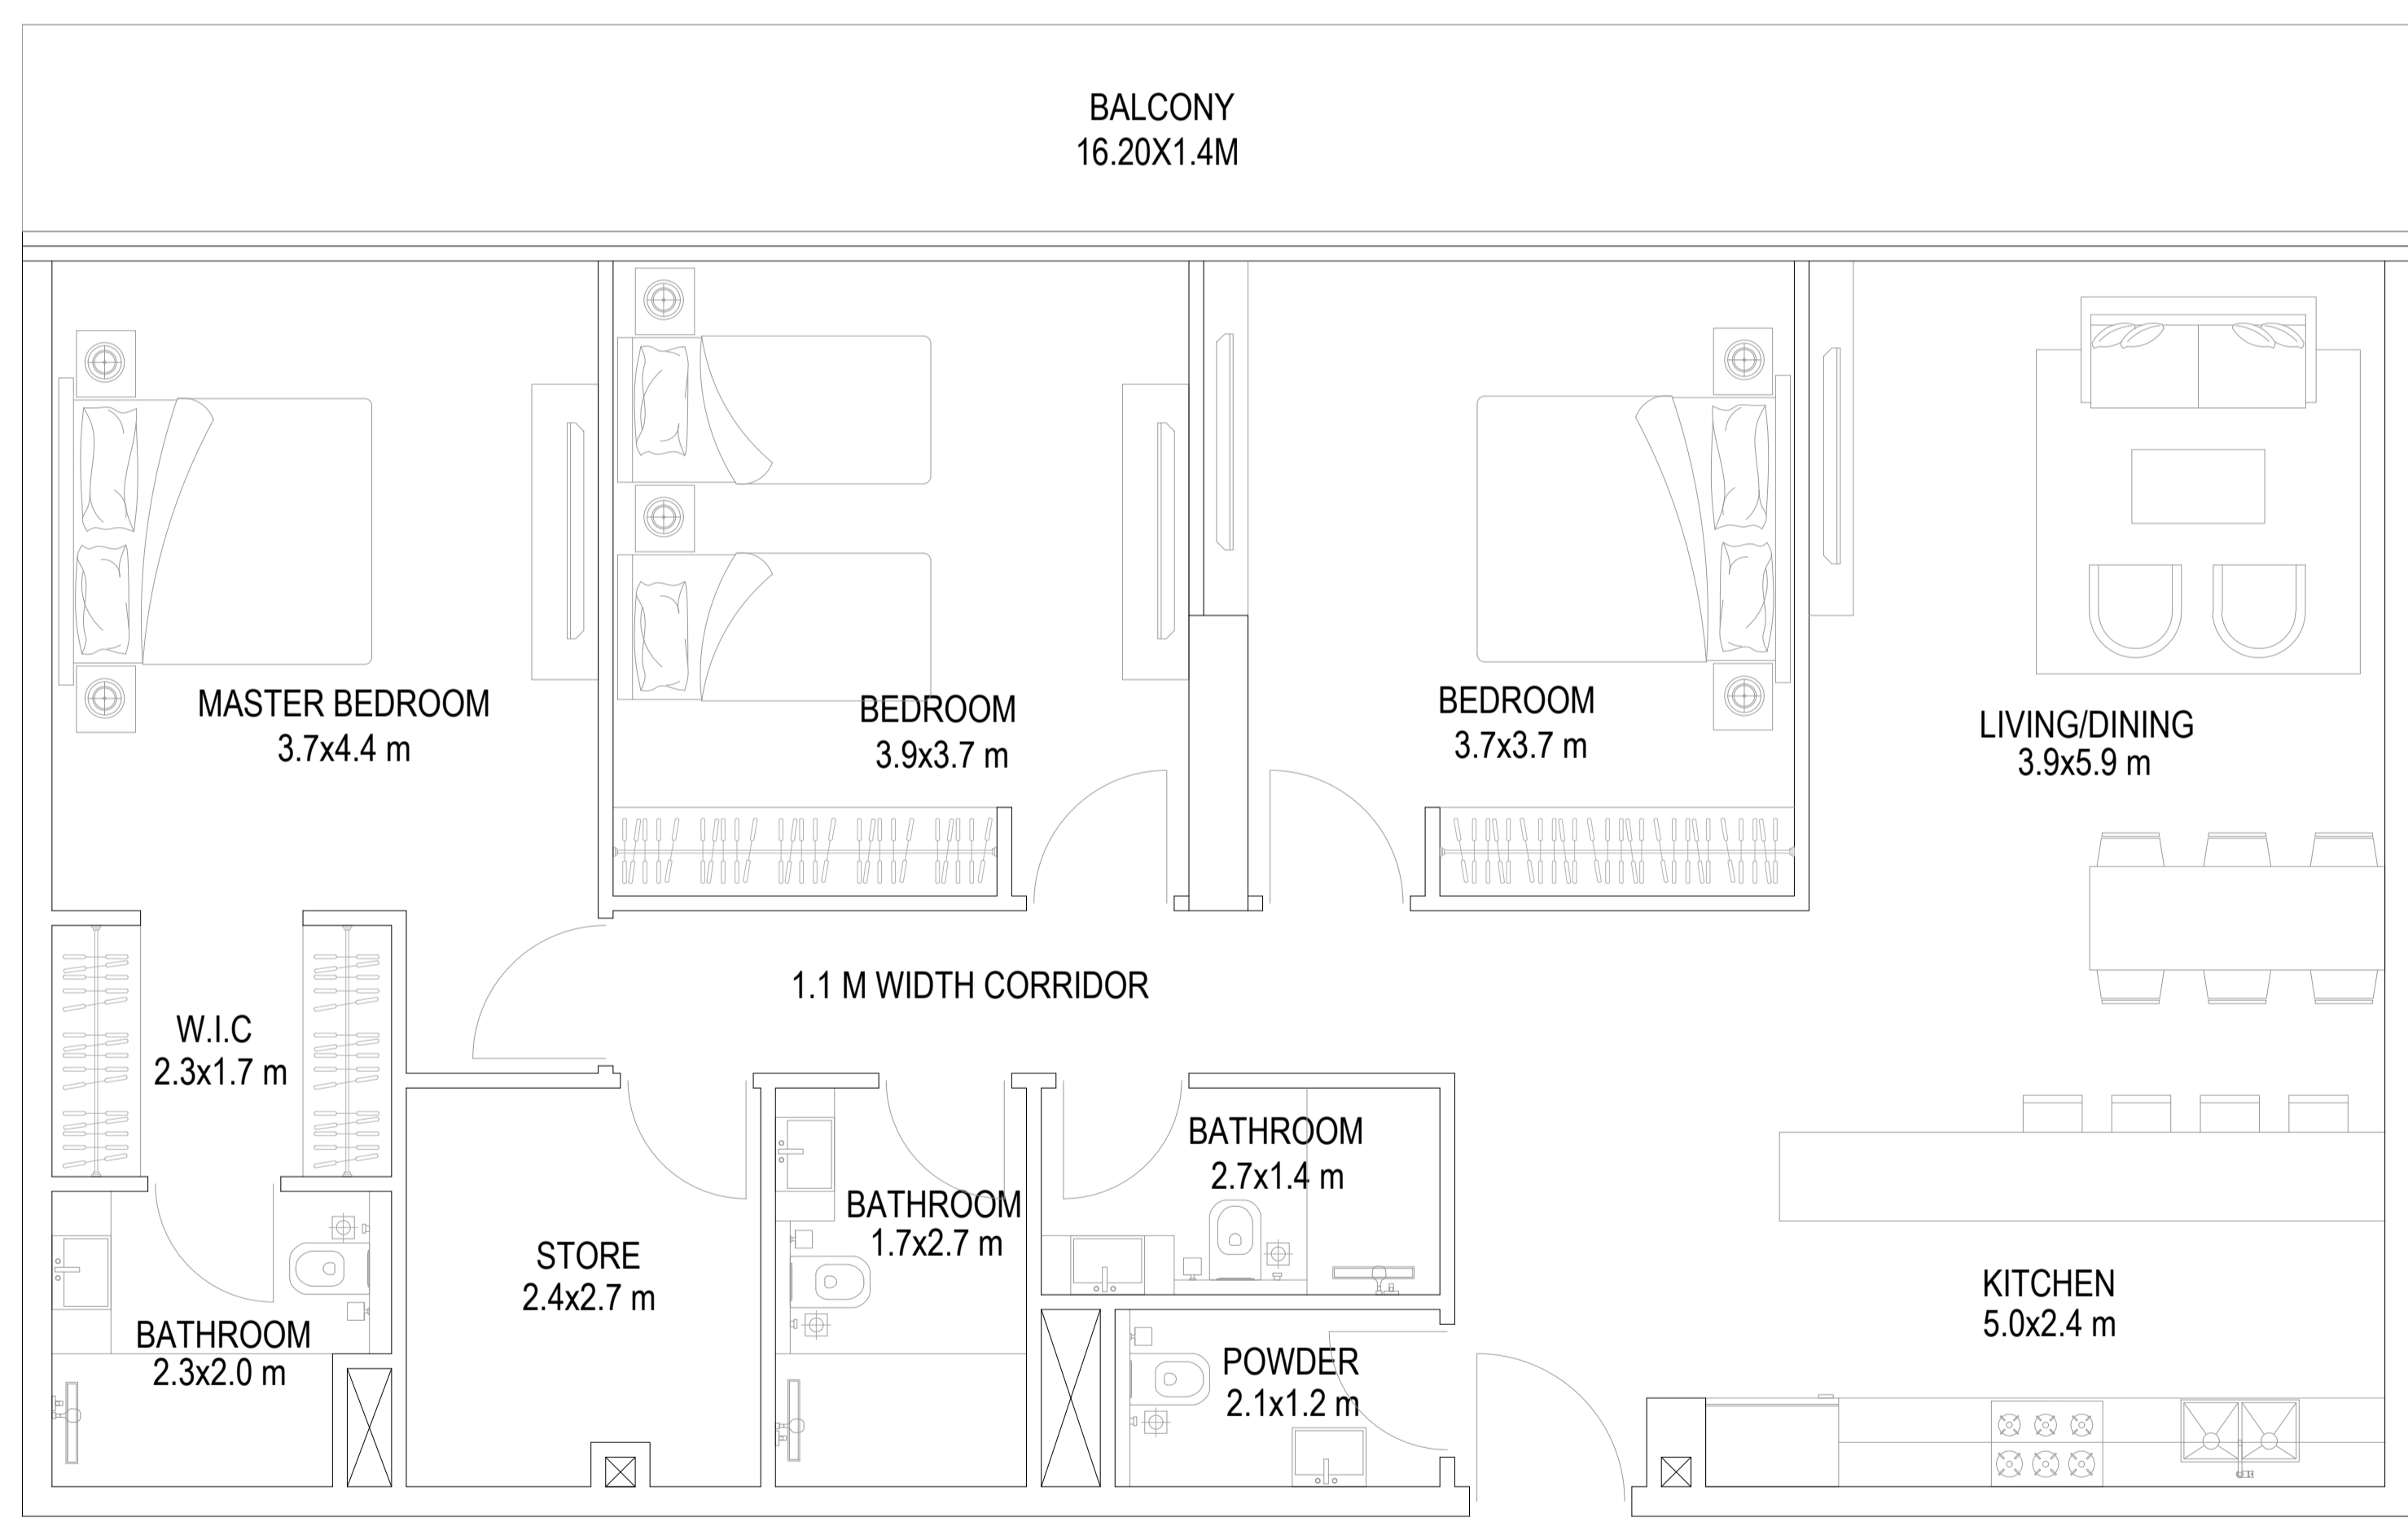 BALCONY
16.20X1.4M
MASTER BEDROOM
3.7x4.4 m
BEDROOM
3.9x3.7 m
BEDROOM
3.7x3.7 m
LIVING/DINING
3.9x5.9 m
1.1 M WIDTH CORRIDOR
W.I.C
2.3x1.7 m
BATHROOM
2.3x2.0 m
STORE
2.4x2.7 m
BATHROOM
1.7x2.7 m
BATHROOM
2.7x1.4 m
POWDER
2.1x1.2 m
KITCHEN
5.0x2.4 m